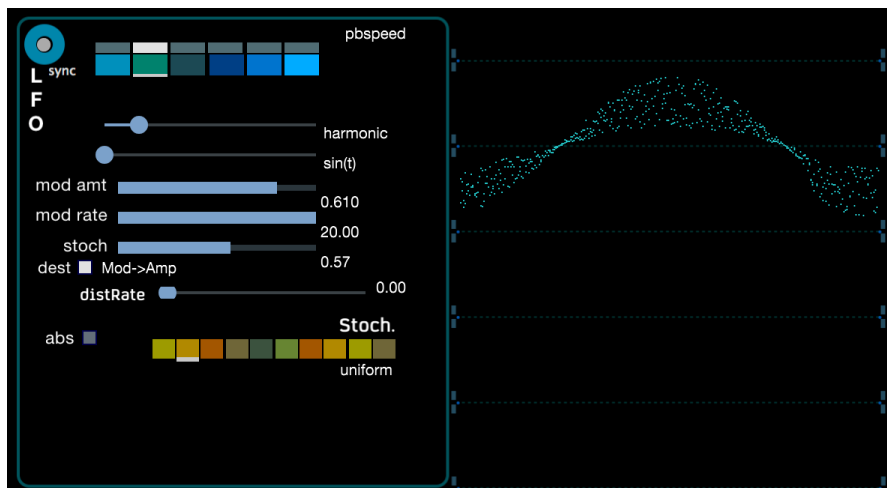 pbspeed
sync
L
F
O
harmonic
sin(t)
mod amt
0.610
mod rate
20.00
stoch
0.57
dest Mod->Amp
distRate 0.00
Stoch.
abs
uniform